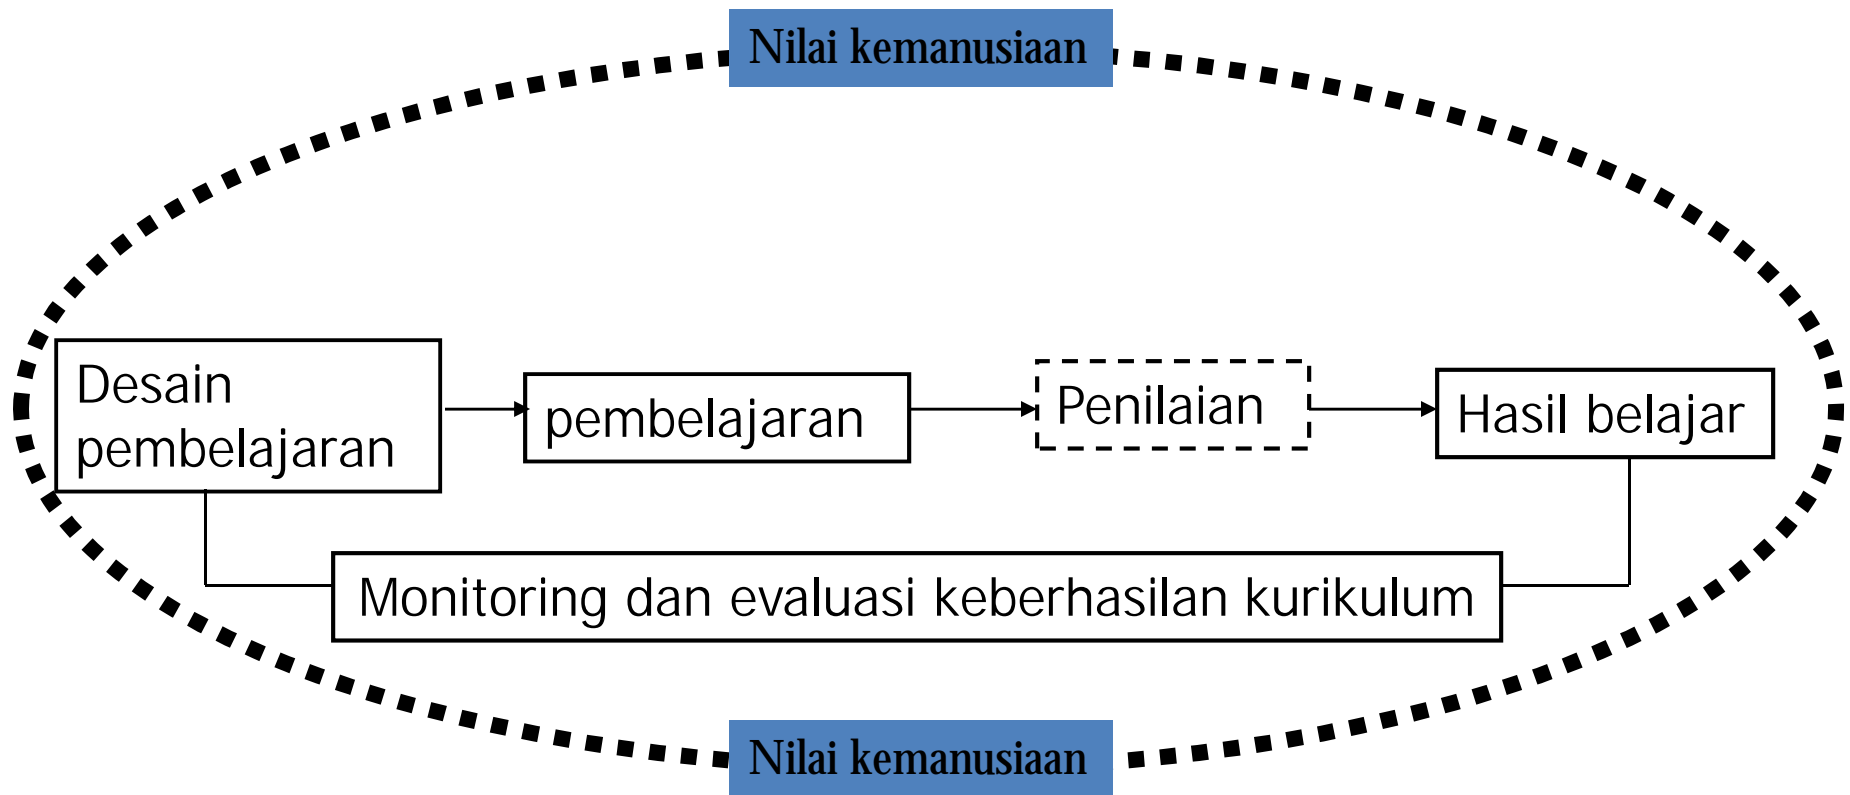 Nilai kemanusiaan
Desain
pembelajaran
pembelajaran
Penilaian
Hasil belajar
Monitoring dan evaluasi keberhasilan kurikulum
Nilai kemanusiaan